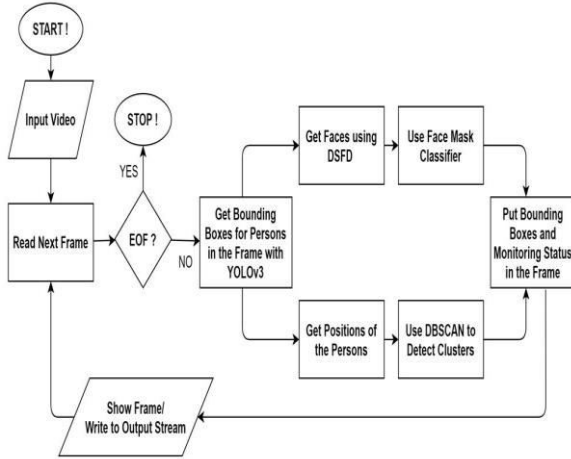 START !
Input Video
STOP !
YES
Read Next Frame
EOF ?
NO
Get Bounding
Boxes for Persons
in the Frame with
YOLOv3
Get Faces using
DSFD
Use Face Mask
Classifier
Get Positions of
the Persons
Use DBSCAN to
Detect Clusters
Put Bounding
Boxes and
Monitoring Status
in the Frame
Show Frame/
Write to Output Stream